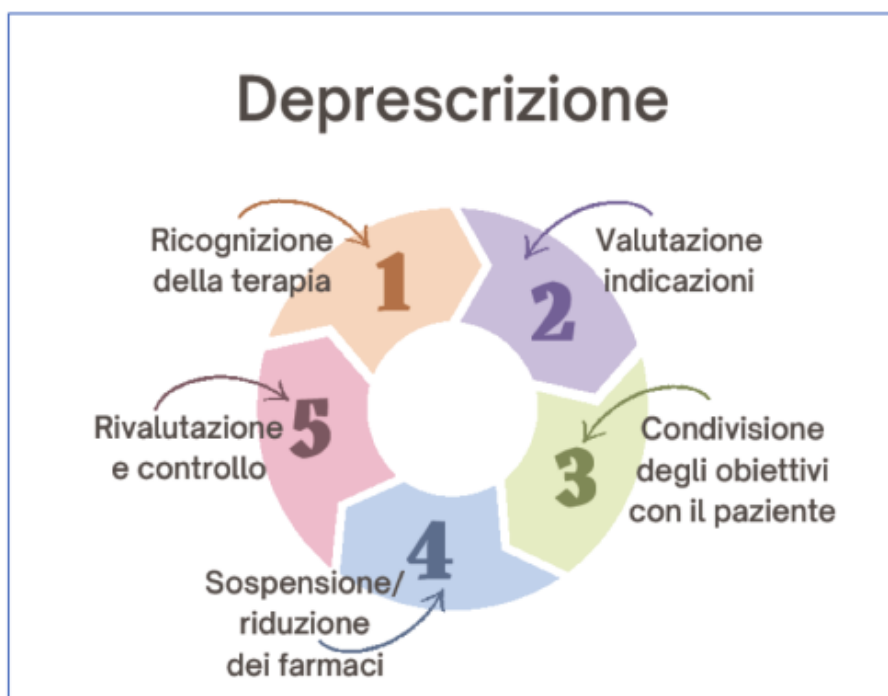 Deprescrizione
Ricognizione
della terapia
1
Valutazione
indicazioni
2
Condivisione
degli obiettivi
con il paziente
3
Sospensione/
riduzione
dei farmaci
4
Rivalutazione
e controllo
5